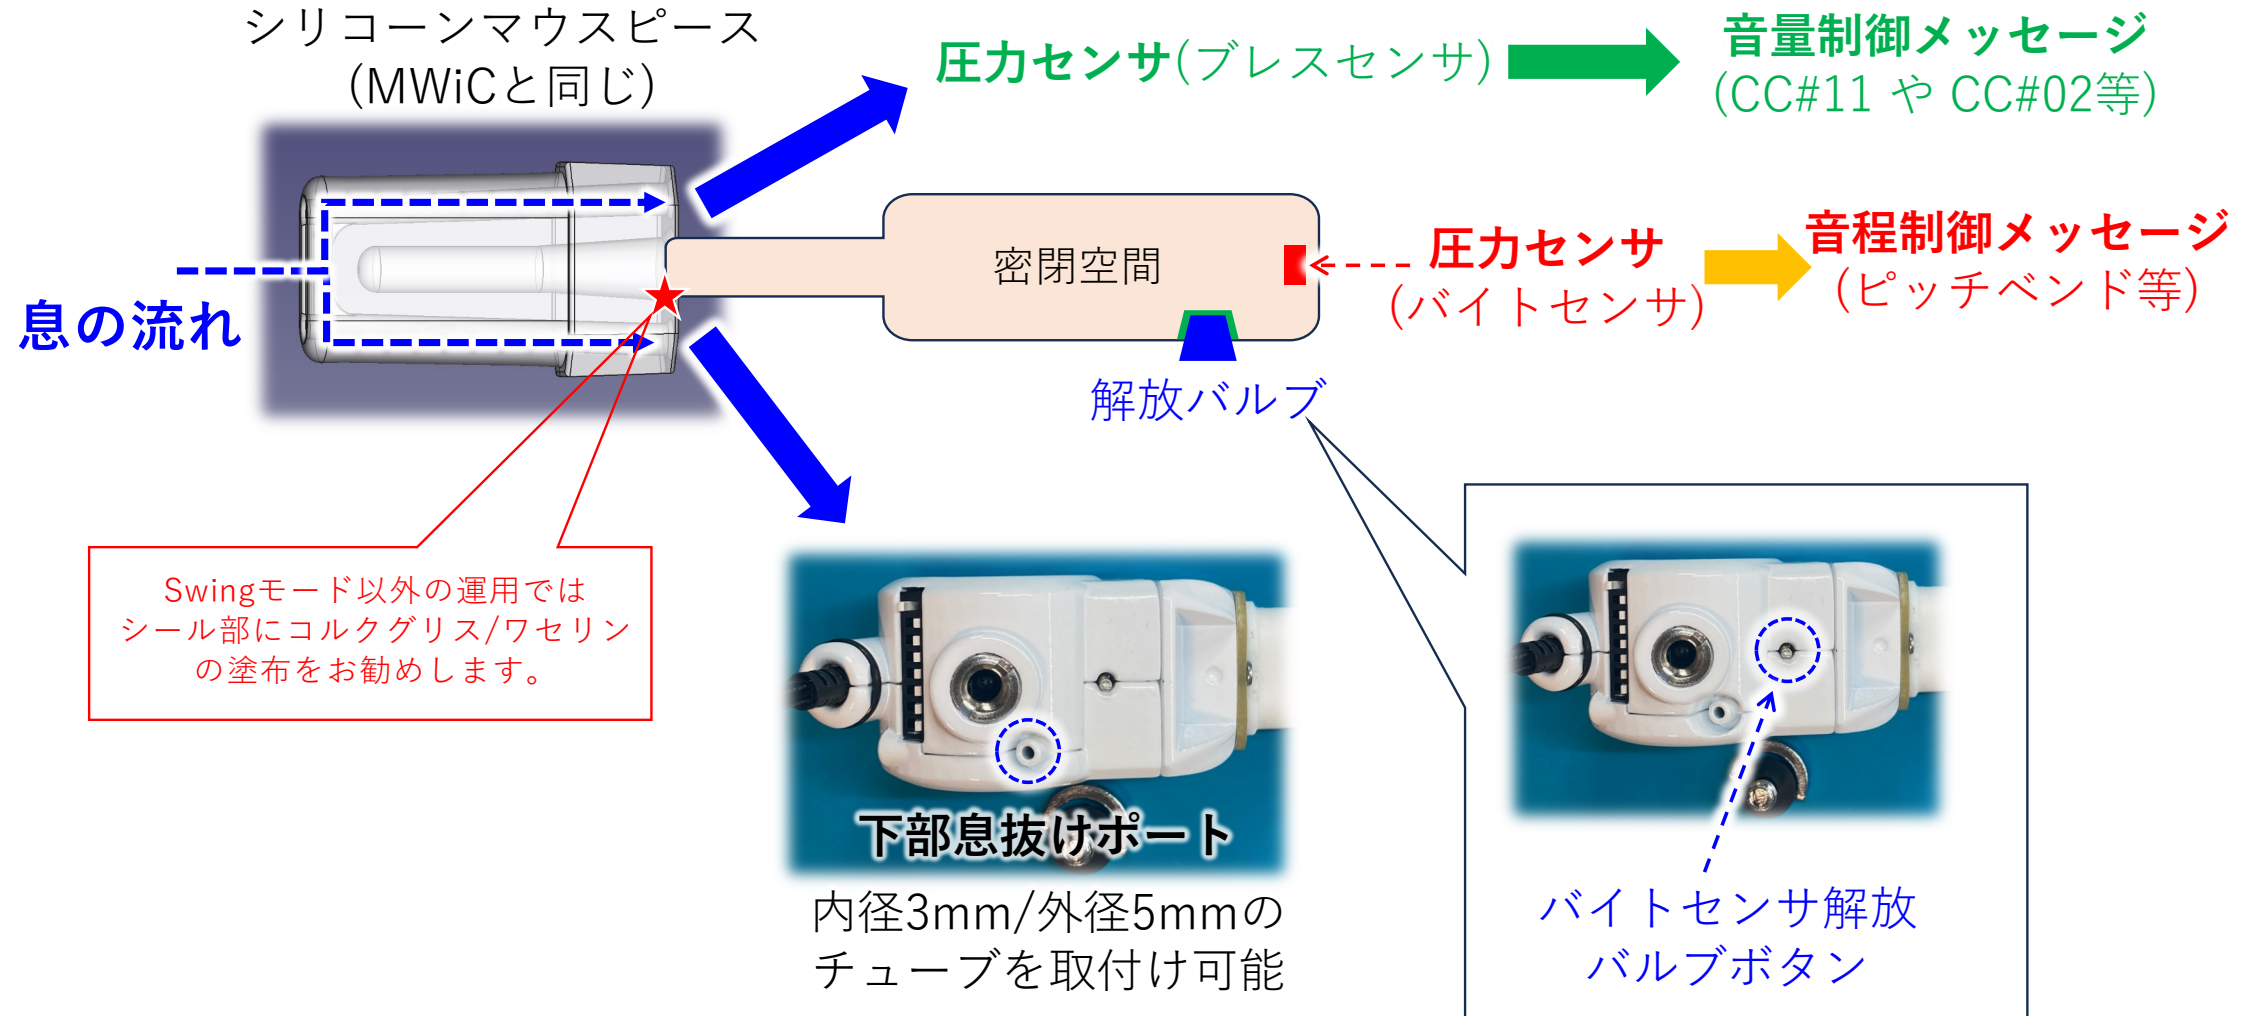 シリコーンマウスピース
(MWiCと同じ)
圧力センサ(ブレスセンサ)
音量制御メッセージ
(CC#11 や CC#02等)
息の流れ
密閉空間
圧力センサ
(バイトセンサ)
音程制御メッセージ
(ピッチベンド等)
解放バルブ
Swingモード以外の運用では
シール部にコルクグリス/ワセリン
の塗布をお勧めします。
下部息抜けポート
内径3mm/外径5mmの
チューブを取付け可能
バイトセンサ解放
バルブボタン